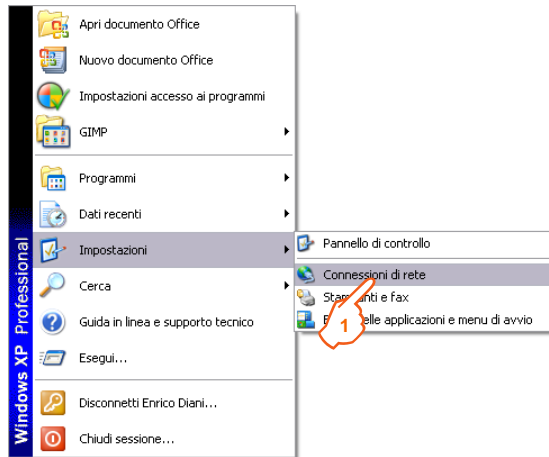 Apri documento Office
Nuovo documento Office
Impostazioni accesso ai programmi
GIMP
Programmi
Dati recenti
Impostazioni
Cerca
Guida in linea e supporto tecnico
Esegui...
Disconnetti Enrico Diani...
Chiudi sessione...
Windows XP Professional
Pannello di controllo
Connessioni di rete
e fax
applicazioni e menu di avvio
1